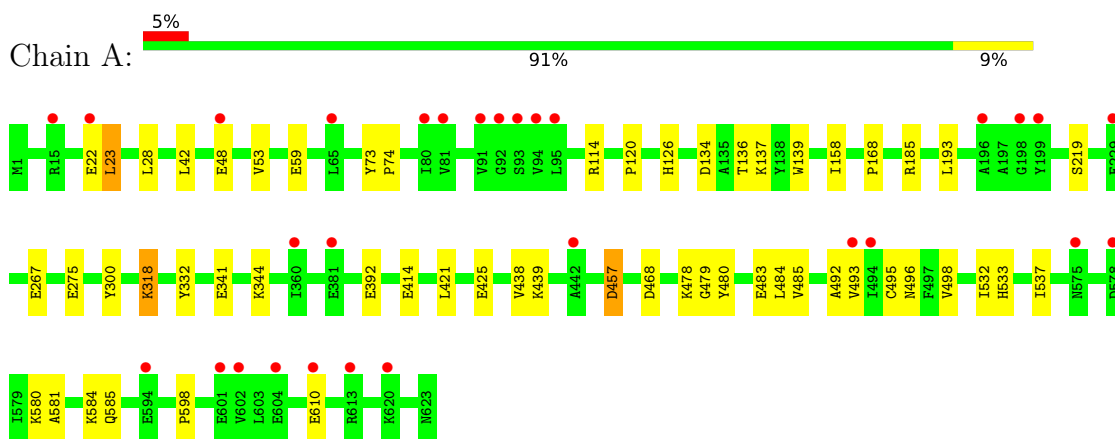 5%
Chain A:
91% 9%
M1 R15 E22 L23 L28 L42 E48 V53 E59 L65 Y73 P74 I80 V81 V91 G92 S93 V94 L95 R114 P120 H126 D134 A135 T136 K137 Y138 W139 I158 P168 R185 L193 A196 A197 G198 Y199 S219
E267 E275 Y300 K318 Y332 E341 K344 I360 E381 E392 E414 L421 E425 V438 K439 A442 D457 D468 K478 G479 Y480 E483 L484 V485 A492 V493 I494 C495 N496 F497 V498 I532 H533 I537 N575 D578
I579 K580 A581 K584 Q585 E594 P598 E601 V602 L603 E604 E610 R613 K620 N623